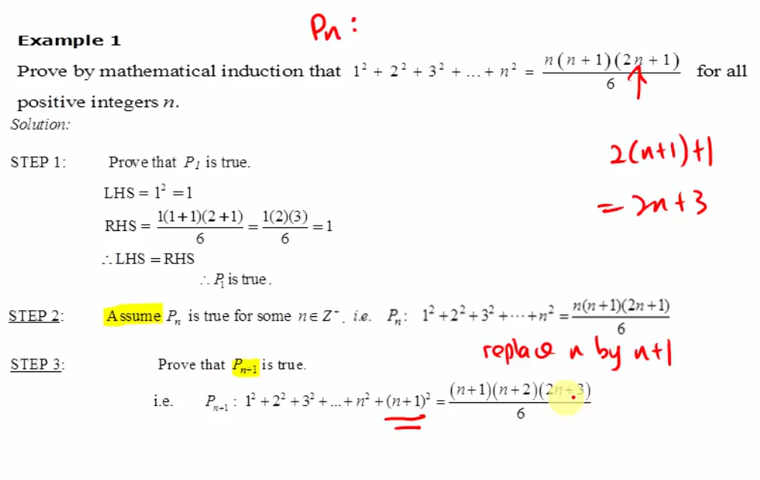 Pn :
Example 1
Prove by mathematical induction that 1² + 2² + 3² + ... + n² = n(n+1)(2n+1)/6 for all
positive integers n.
Solution:
2(n+1)+1
= 2n+3
STEP 1: Prove that P₁ is true.
LHS = 1² = 1
RHS = 1(1+1)(2+1)/6 = 1(2)(3)/6 = 1
∴ LHS = RHS
∴ P₁ is true.
STEP 2: Assume Pₙ is true for some n ∈ Z⁺, i.e. Pₙ: 1² + 2² + 3² + ⋯ + n² = n(n+1)(2n+1)/6
replace n by n+1
STEP 3: Prove that Pₙ₊₁ is true.
i.e. Pₙ₊₁ : 1² + 2² + 3² + ... + n² + (n+1)² = (n+1)(n+2)(2n+3)/6